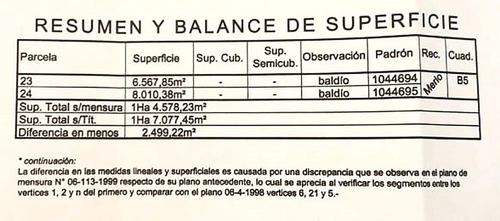 RESUMEN Y BALANCE DE SUPERFICIE
Parcela Superficie Sup. Cub. Sup. Semicub. Observación Padrón Rec. Cuad.
23 6.567,85m² - - baldío 1044694 Merlo B5
24 8.010,38m² - - baldío 1044695
Sup. Total s/mensura 1Ha 4.578,23m²
Sup. Total s/Tít. 1Ha 7.077,45m²
Diferencia en menos 2.499,22m²
* continuación:
La diferencia en las medidas lineales y superficiales es causada por una discrepancia que se observa en el plano de
mensura N° 06-113-1999 respecto de su plano antecedente, lo cual se aprecia al verificar los segmentos entre los
vertices 1, 2 y n del primero y comparar con el plano 06-4-1998 vertices 6, 21 y 5.-